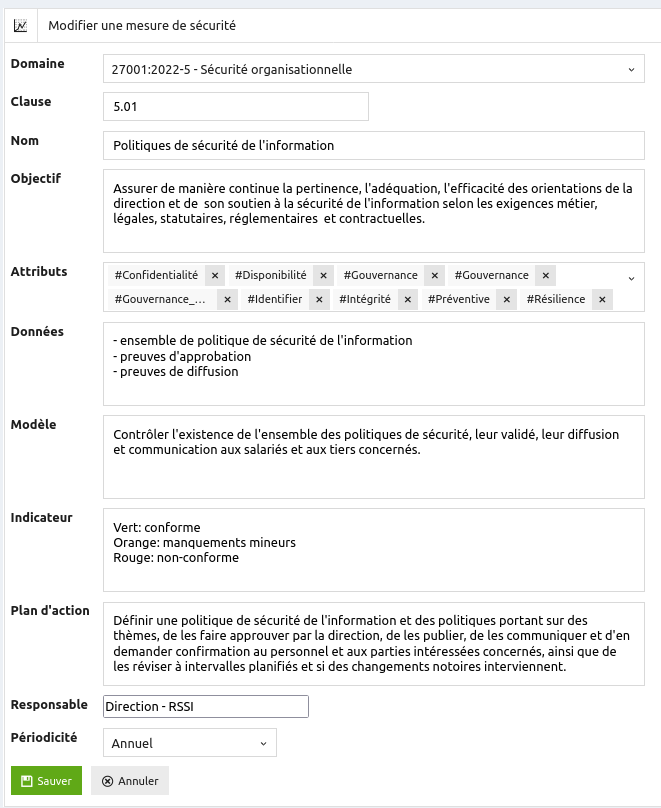 Modifier une mesure de sécurité
Domaine
27001:2022-5 - Sécurité organisationnelle
Clause
5.01
Nom
Politiques de sécurité de l'information
Objectif
Assurer de manière continue la pertinence, l'adéquation, l'efficacité des orientations de la
direction et de  son soutien à la sécurité de l'information selon les exigences métier,
légales, statutaires, réglementaires  et contractuelles.
Attributs
#Confidentialité × #Disponibilité × #Gouvernance × #Gouvernance ×
#Gouvernance_... × #Identifier × #Intégrité × #Préventive × #Résilience ×
Données
- ensemble de politique de sécurité de l'information
- preuves d'approbation
- preuves de diffusion
Modèle
Contrôler l'existence de l'ensemble des politiques de sécurité, leur validé, leur diffusion
et communication aux salariés et aux tiers concernés.
Indicateur
Vert: conforme
Orange: manquements mineurs
Rouge: non-conforme
Plan d'action
Définir une politique de sécurité de l'information et des politiques portant sur des
thèmes, de les faire approuver par la direction, de les publier, de les communiquer et d'en
demander confirmation au personnel et aux parties intéressées concernés, ainsi que de
les réviser à intervalles planifiés et si des changements notoires interviennent.
Responsable
Direction - RSSI
Périodicité
Annuel
Sauver
Annuler